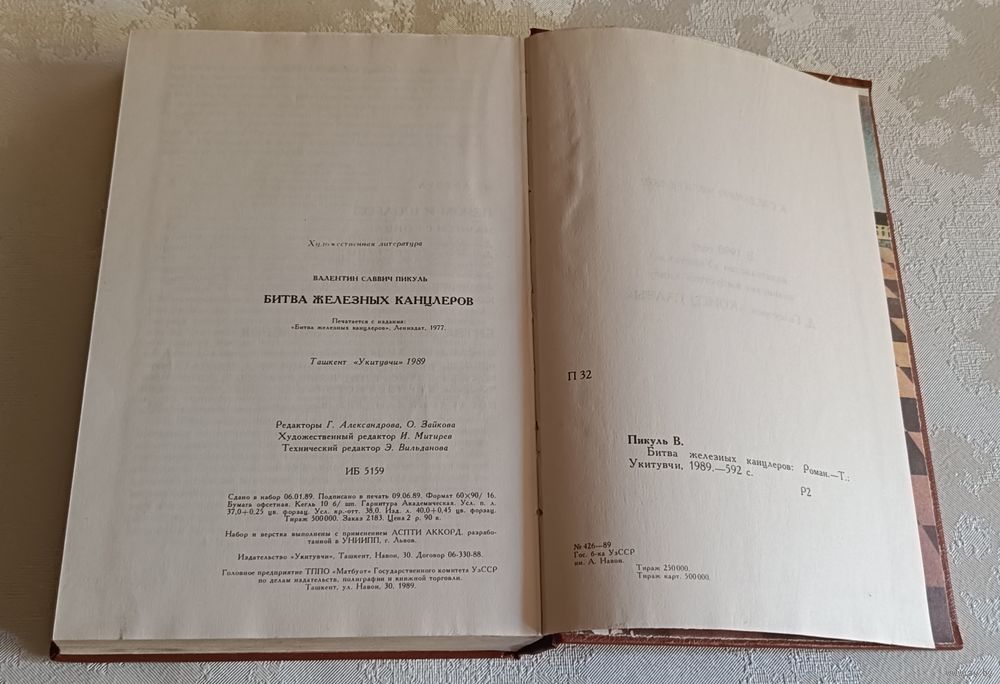 Художественная литература
ВАЛЕНТИН САВВИЧ ПИКУЛЬ
БИТВА ЖЕЛЕЗНЫХ КАНЦЛЕРОВ
Печатается с издания:
«Битва железных канцлеров», Лениздат, 1977.
Ташкент «Укитувчи» 1989
Редакторы Г. Александрова, О. Зайкова
Художественный редактор И. Митирев
Технический редактор Э. Вильданова
ИБ 5159
Сдано в набор 06.01.89. Подписано в печать 09.06.89. Формат 60×90/ 16.
Бумага офсетная. Кегль 10 б/ шп. Гарнитура Академическая. Усл. п. л.
37,0+0,25 цв. форзац. Усл. кр.-отт. 38,0. Изд. л. 40,0+0,45 цв. форзац.
Тираж 500000. Заказ 2183. Цена 2 р. 90 к.
Набор и верстка выполнены с применением АСПТИ АККОРД, разрабо-
танной в УНИИПП, г. Львов.
Издательство «Укитувчи», Ташкент, Навои, 30. Договор 06-330-88.
Головное предприятие ТППО «Матбуот» Государственного комитета УзССР
по делам издательств, полиграфии и книжной торговли.
Ташкент, ул. Навои, 30. 1989.
П 32
Пикуль В.
Битва железных канцлеров: Роман.—Т.:
Укитувчи, 1989.—592 с.
Р2
№ 426—89
Гос. б-ка УзССР
им. А. Навои.
Тираж 250000.
Тираж карт. 500000.